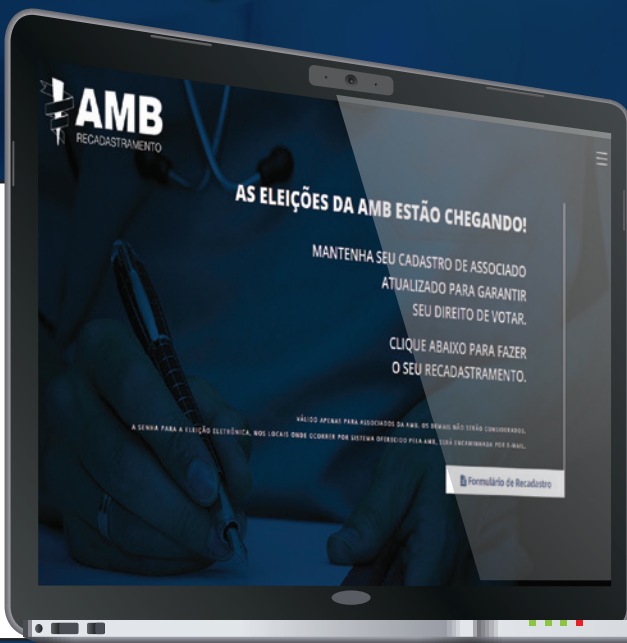 AMB
RECADASTRAMENTO
AS ELEIÇÕES DA AMB ESTÃO CHEGANDO!
MANTENHA SEU CADASTRO DE ASSOCIADO
ATUALIZADO PARA GARANTIR
SEU DIREITO DE VOTAR.
CLIQUE ABAIXO PARA FAZER
O SEU RECADASTRAMENTO.
VÁLIDO APENAS PARA ASSOCIADOS DA AMB. OS DEMAIS NÃO SERÃO CONSIDERADOS.
A SENHA PARA A ELEIÇÃO ELETRÔNICA, NOS LOCAIS ONDE OCORRER POR SISTEMA OFERECIDO PELA AMB, SERÁ ENCAMINHADA POR E-MAIL.
Formulário de Recadastro